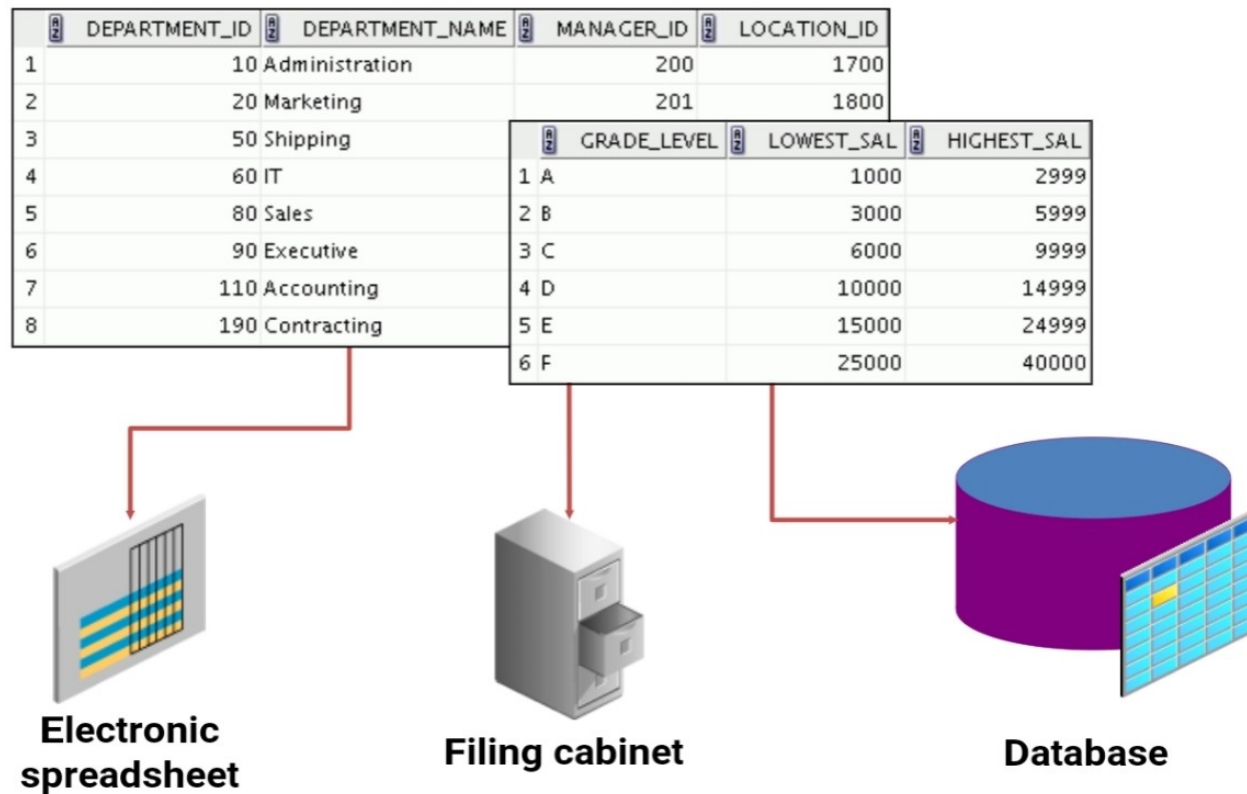 DEPARTMENT_ID DEPARTMENT_NAME MANAGER_ID LOCATION_ID
1 10 Administration 200 1700
2 20 Marketing 201 1800
3 50 Shipping
4 60 IT
5 80 Sales
6 90 Executive
7 110 Accounting
8 190 Contracting
GRADE_LEVEL LOWEST_SAL HIGHEST_SAL
1 A 1000 2999
2 B 3000 5999
3 C 6000 9999
4 D 10000 14999
5 E 15000 24999
6 F 25000 40000
Electronic
spreadsheet
Filing cabinet
Database